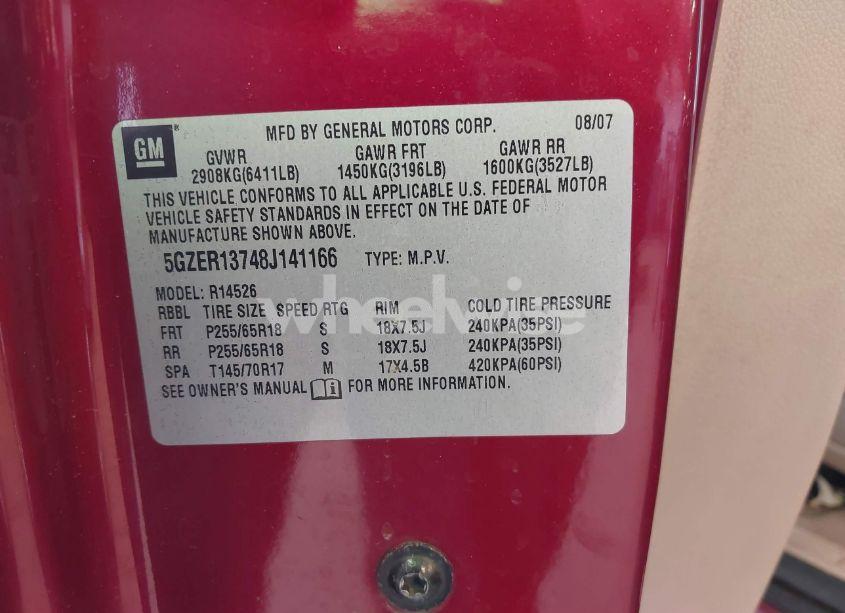 GM
®
MFD BY GENERAL MOTORS CORP. 08/07
GVWR GAWR FRT GAWR RR
2908KG(6411LB) 1450KG(3196LB) 1600KG(3527LB)
THIS VEHICLE CONFORMS TO ALL APPLICABLE U.S. FEDERAL MOTOR
VEHICLE SAFETY STANDARDS IN EFFECT ON THE DATE OF
MANUFACTURE SHOWN ABOVE.
5GZER13748J141166 TYPE: M.P.V.
MODEL: R14526
RBBL TIRE SIZE SPEED RTG RIM COLD TIRE PRESSURE
FRT P255/65R18 S 18X7.5J 240KPA(35PSI)
RR P255/65R18 S 18X7.5J 240KPA(35PSI)
SPA T145/70R17 M 17X4.5B 420KPA(60PSI)
SEE OWNER'S MANUAL FOR MORE INFORMATION.
wheelwise